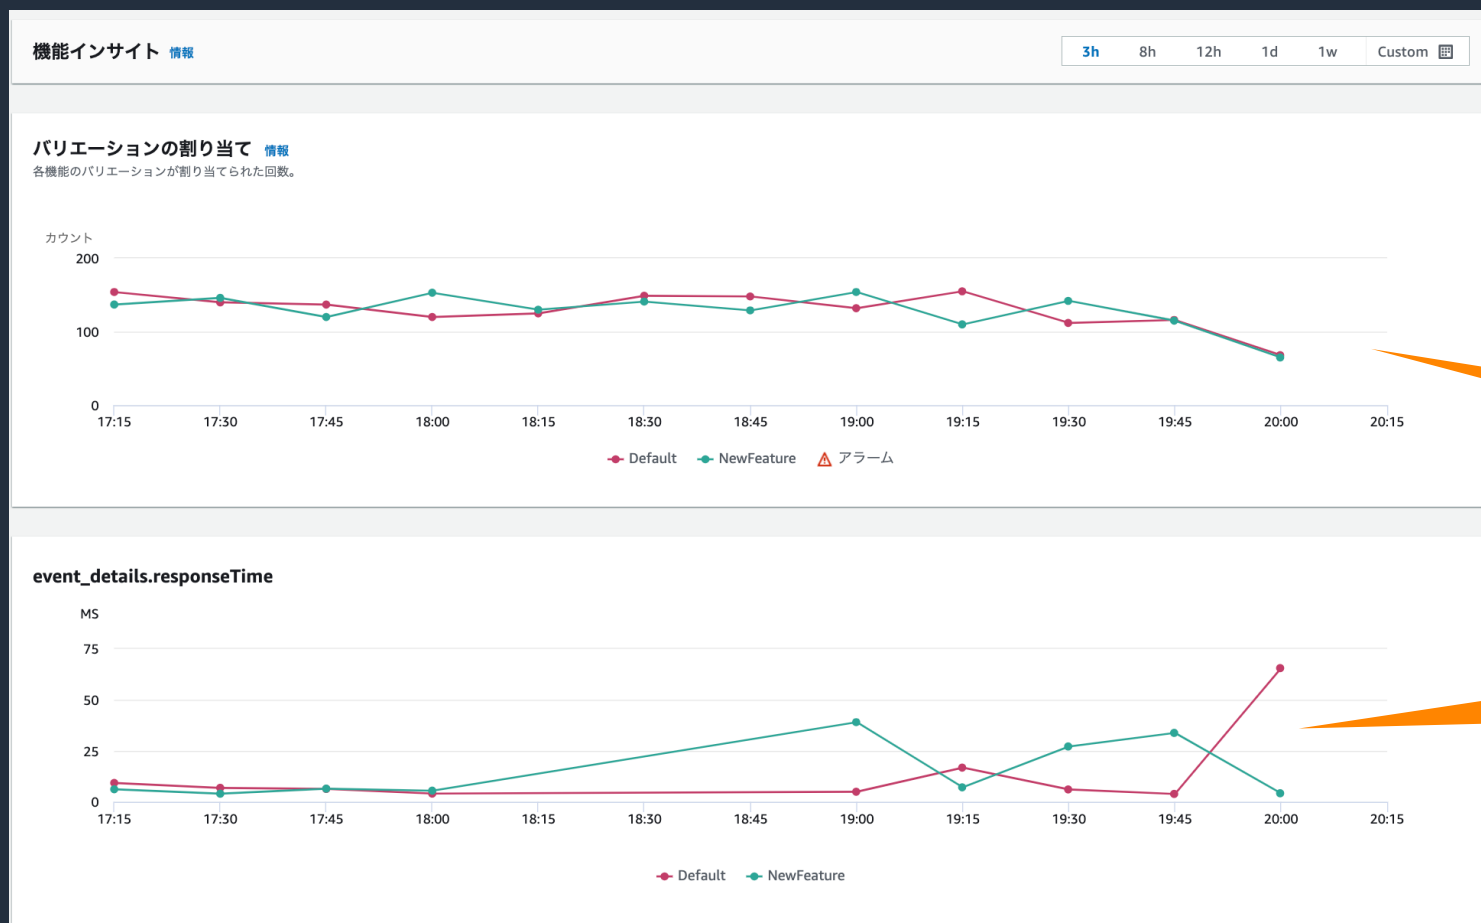 機能インサイト 情報
3h 8h 12h 1d 1w Custom
バリエーションの割り当て 情報
各機能のバリエーションが割り当てられた回数。
カウント
200
100
0
17:15 17:30 17:45 18:00 18:15 18:30 18:45 19:00 19:15 19:30 19:45 20:00 20:15
Default NewFeature アラーム
event_details.responseTime
MS
75
50
25
0
17:15 17:30 17:45 18:00 18:15 18:30 18:45 19:00 19:15 19:30 19:45 20:00 20:15
Default NewFeature